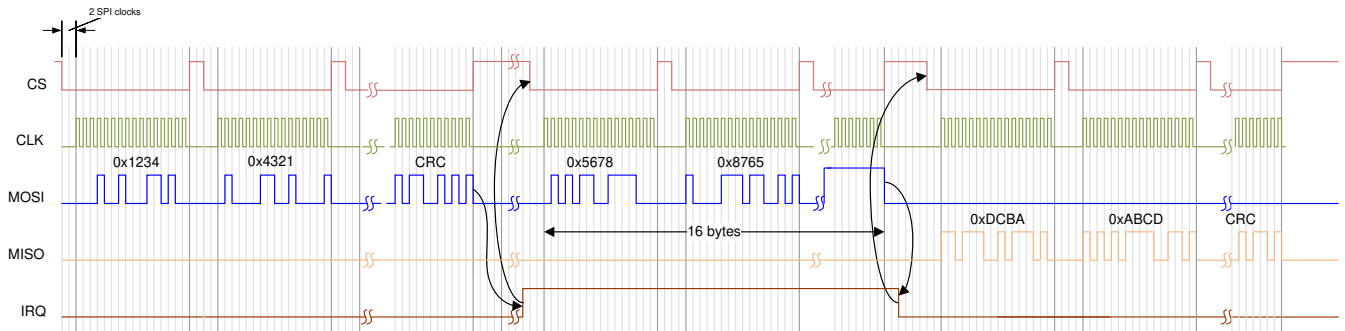 2 SPI clocks
CS
CLK
0x1234 0x4321 CRC 0x5678 0x8765
MOSI
0xDCBA 0xABCD CRC
16 bytes
MISO
IRQ